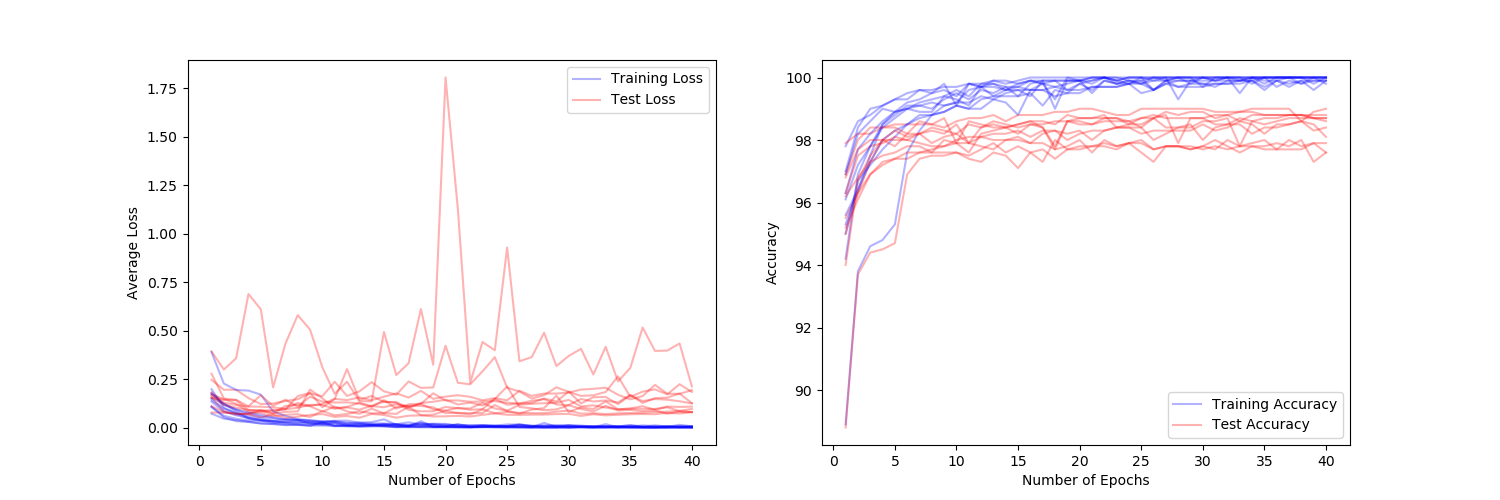 Training Loss
Test Loss
1.75
1.50
1.25
1.00
0.75
0.50
0.25
0.00
Average Loss
0 5 10 15 20 25 30 35 40
Number of Epochs
100
98
96
94
92
90
Accuracy
Training Accuracy
Test Accuracy
0 5 10 15 20 25 30 35 40
Number of Epochs